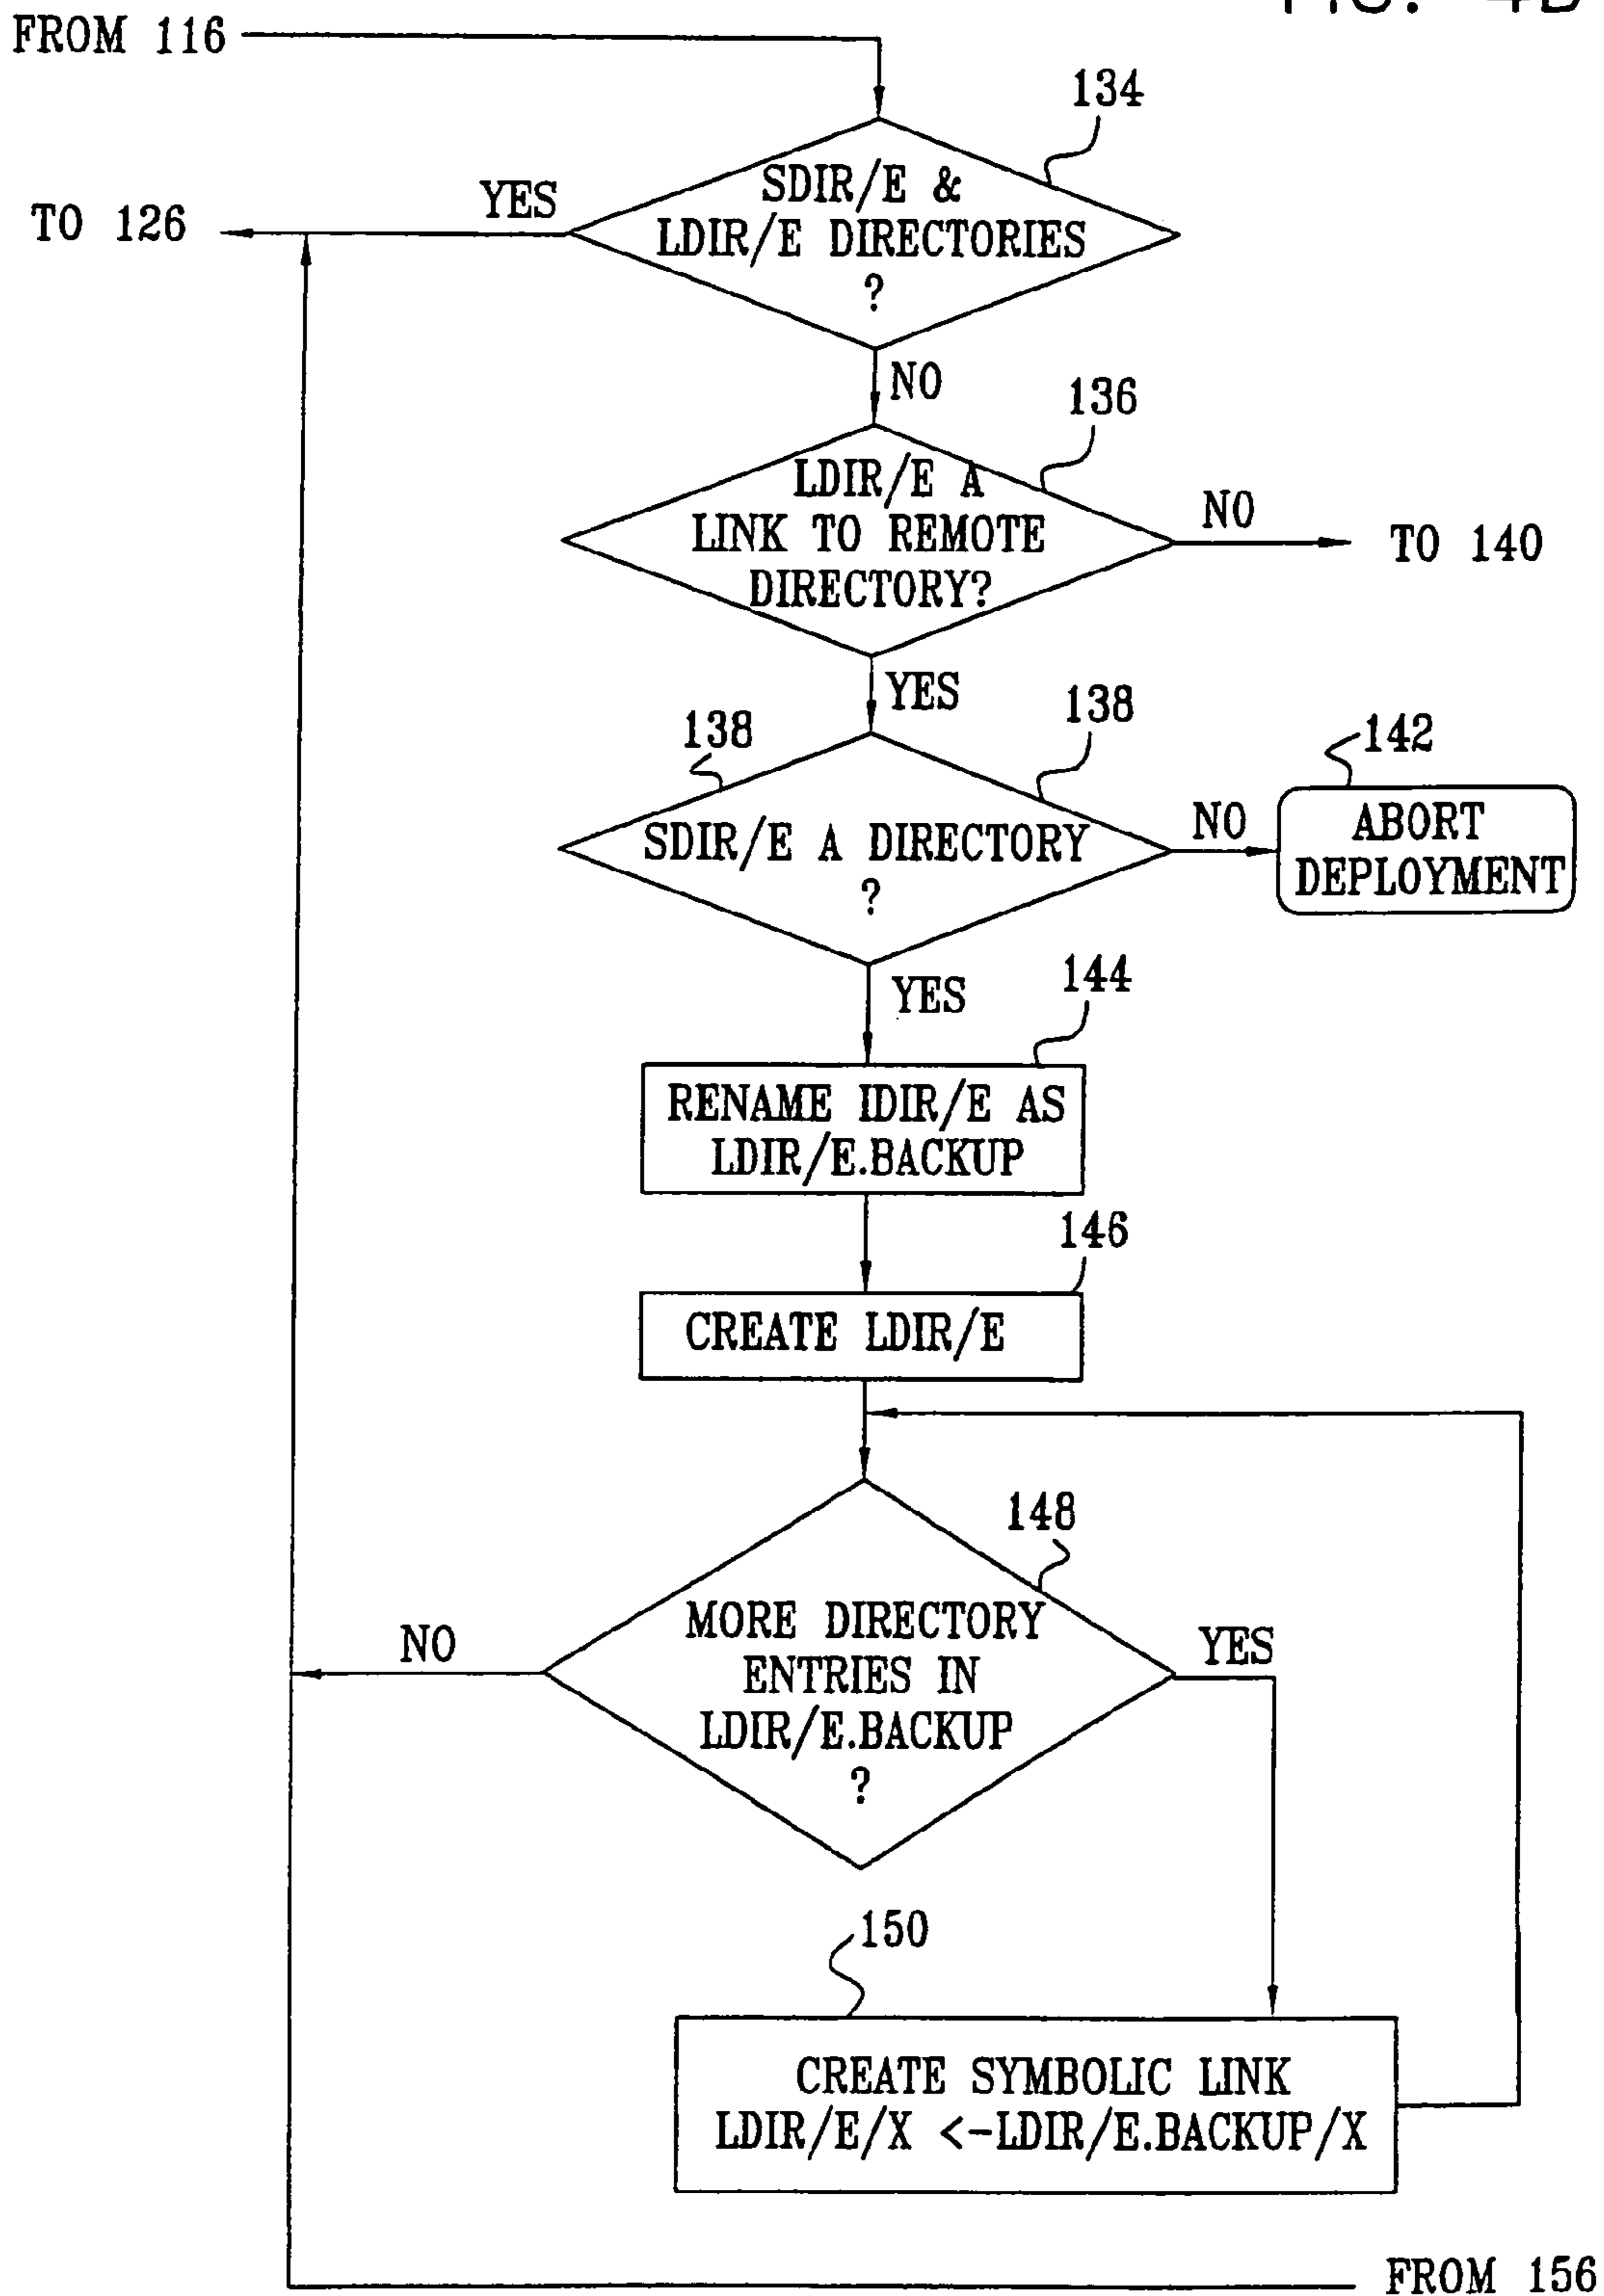 FROM 116
134
SDIR/E &
LDIR/E DIRECTORIES
?
YES
TO 126
NO
136
LDIR/E A
LINK TO REMOTE
DIRECTORY?
NO
TO 140
YES
138
138
SDIR/E A DIRECTORY
?
NO
142
ABORT
DEPLOYMENT
YES
144
RENAME IDIR/E AS
LDIR/E.BACKUP
146
CREATE LDIR/E
148
MORE DIRECTORY
ENTRIES IN
LDIR/E.BACKUP
?
NO
YES
150
CREATE SYMBOLIC LINK
LDIR/E/X <-LDIR/E.BACKUP/X
FROM 156